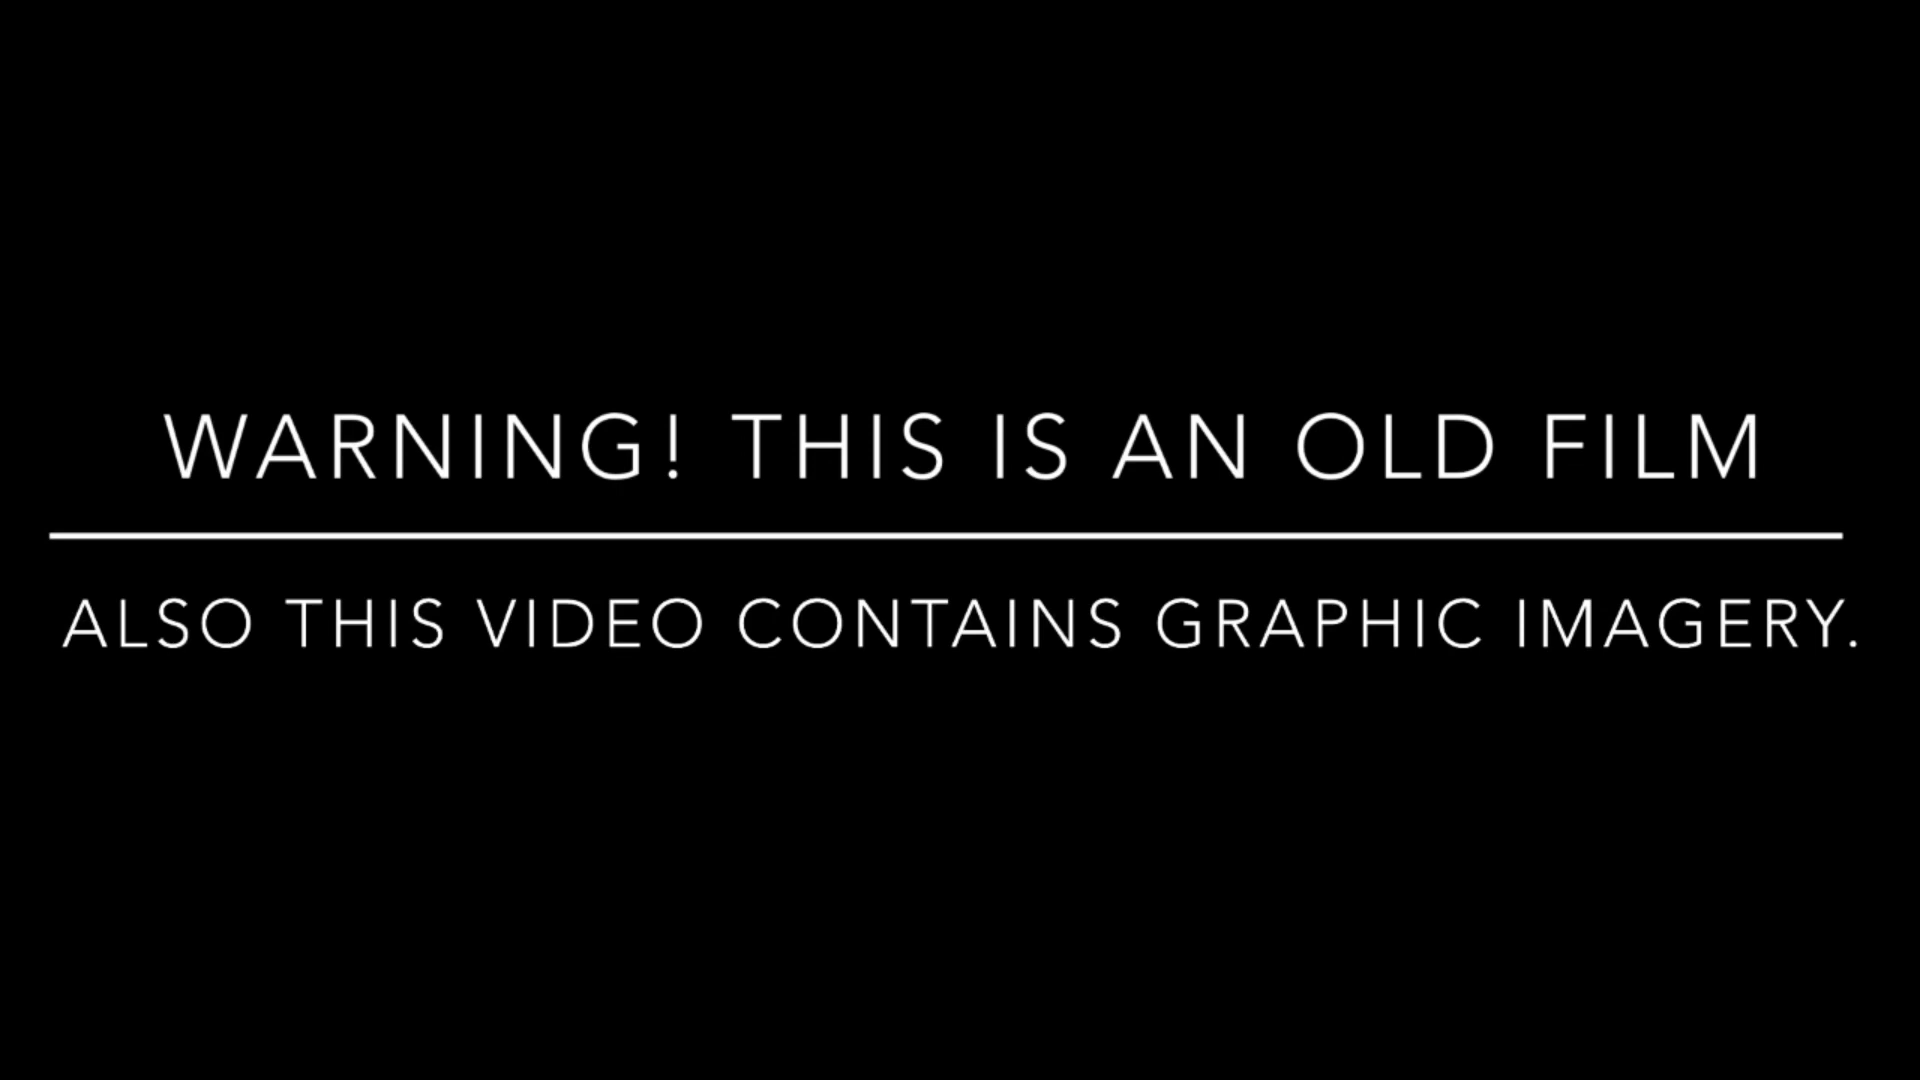 WARNING! THIS IS AN OLD FILM
ALSO THIS VIDEO CONTAINS GRAPHIC IMAGERY.